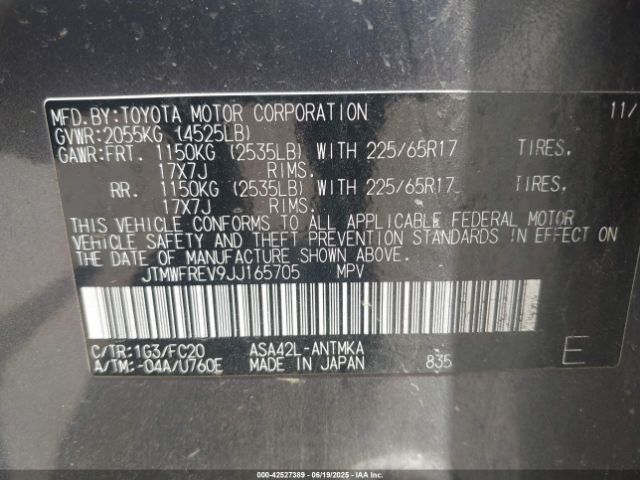 MFD.BY:TOYOTA MOTOR CORPORATION 11/
GVWR:2055KG (4525LB)
GAWR:FRT. 1150KG (2535LB) WITH 225/65R17 TIRES,
17X7J RIMS.
RR. 1150KG (2535LB) WITH 225/65R17 TIRES,
17X7J RIMS.
THIS VEHICLE CONFORMS TO ALL APPLICABLE FEDERAL MOTOR
VEHICLE SAFETY AND THEFT PREVENTION STANDARDS IN EFFECT ON
THE DATE OF MANUFACTURE SHOWN ABOVE.
JTMWFREV9JJ165705 MPV
C/TR:1G3/FC20 ASA42L-ANTMKA
A/TM:-04A/U760E MADE IN JAPAN 835 E
000-42527389 - 06/19/2025 - IAAI.COM